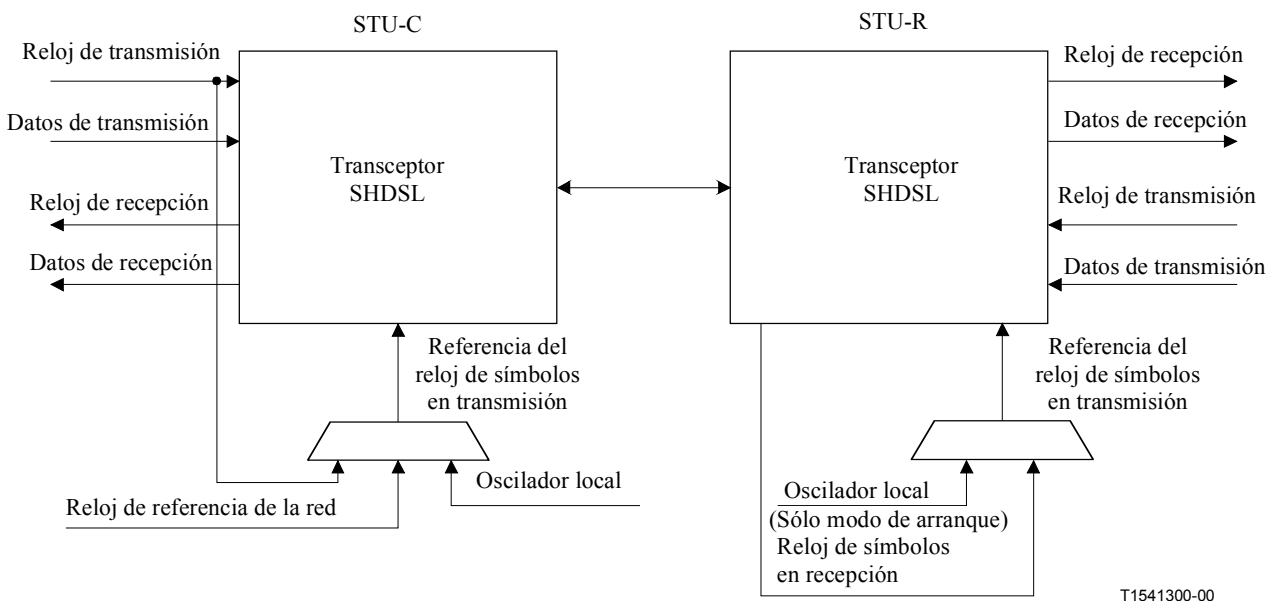 STU-C
STU-R
Reloj de transmisión
Datos de transmisión
Reloj de recepción
Datos de recepción
Transceptor
SHDSL
Transceptor
SHDSL
Reloj de recepción
Datos de recepción
Reloj de transmisión
Datos de transmisión
Referencia del
reloj de símbolos
en transmisión
Oscilador local
Reloj de referencia de la red
Referencia del
reloj de símbolos
en transmisión
Oscilador local
(Sólo modo de arranque)
Reloj de símbolos
en recepción
T1541300-00